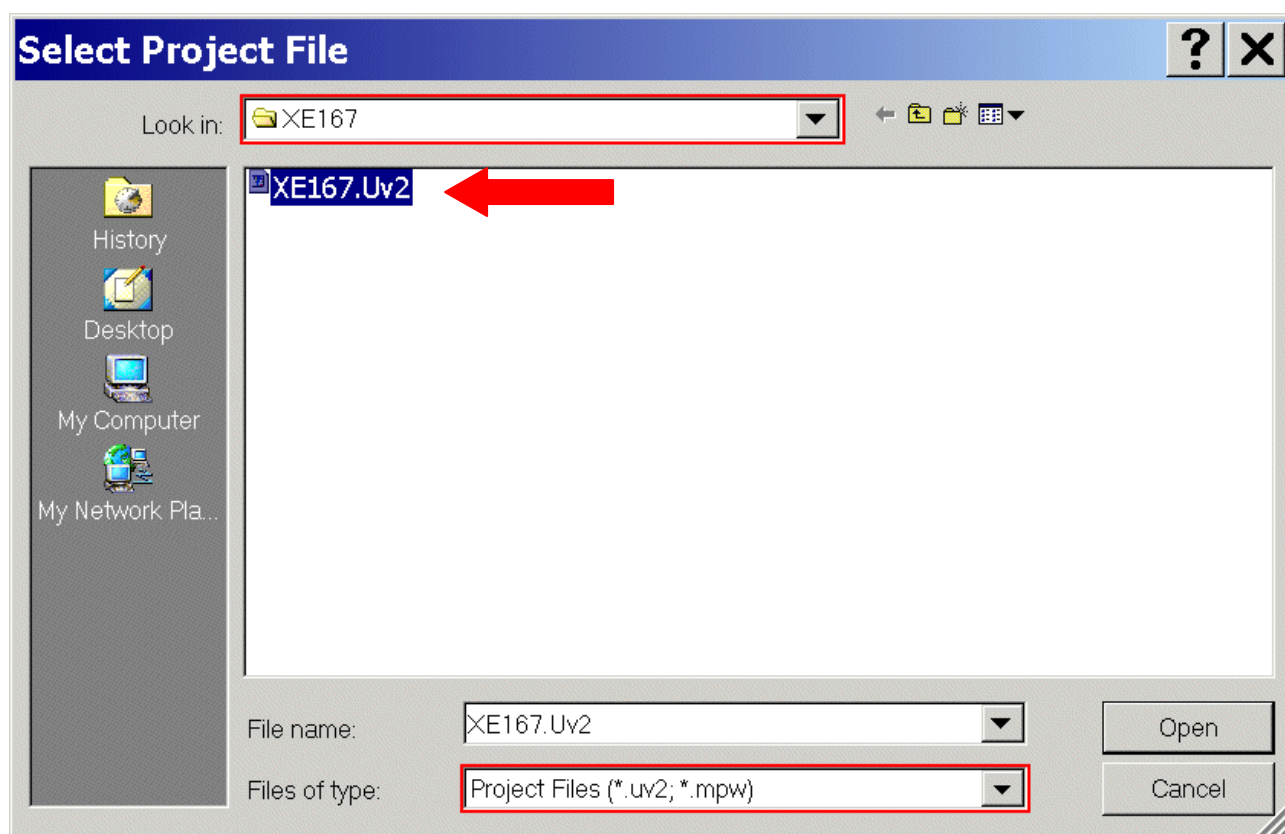 Select Project File
Look in: XE167
XE167.Uv2
History
Desktop
My Computer
My Network Pla...
File name: XE167.Uv2 Open
Files of type: Project Files (*.uv2; *.mpw) Cancel